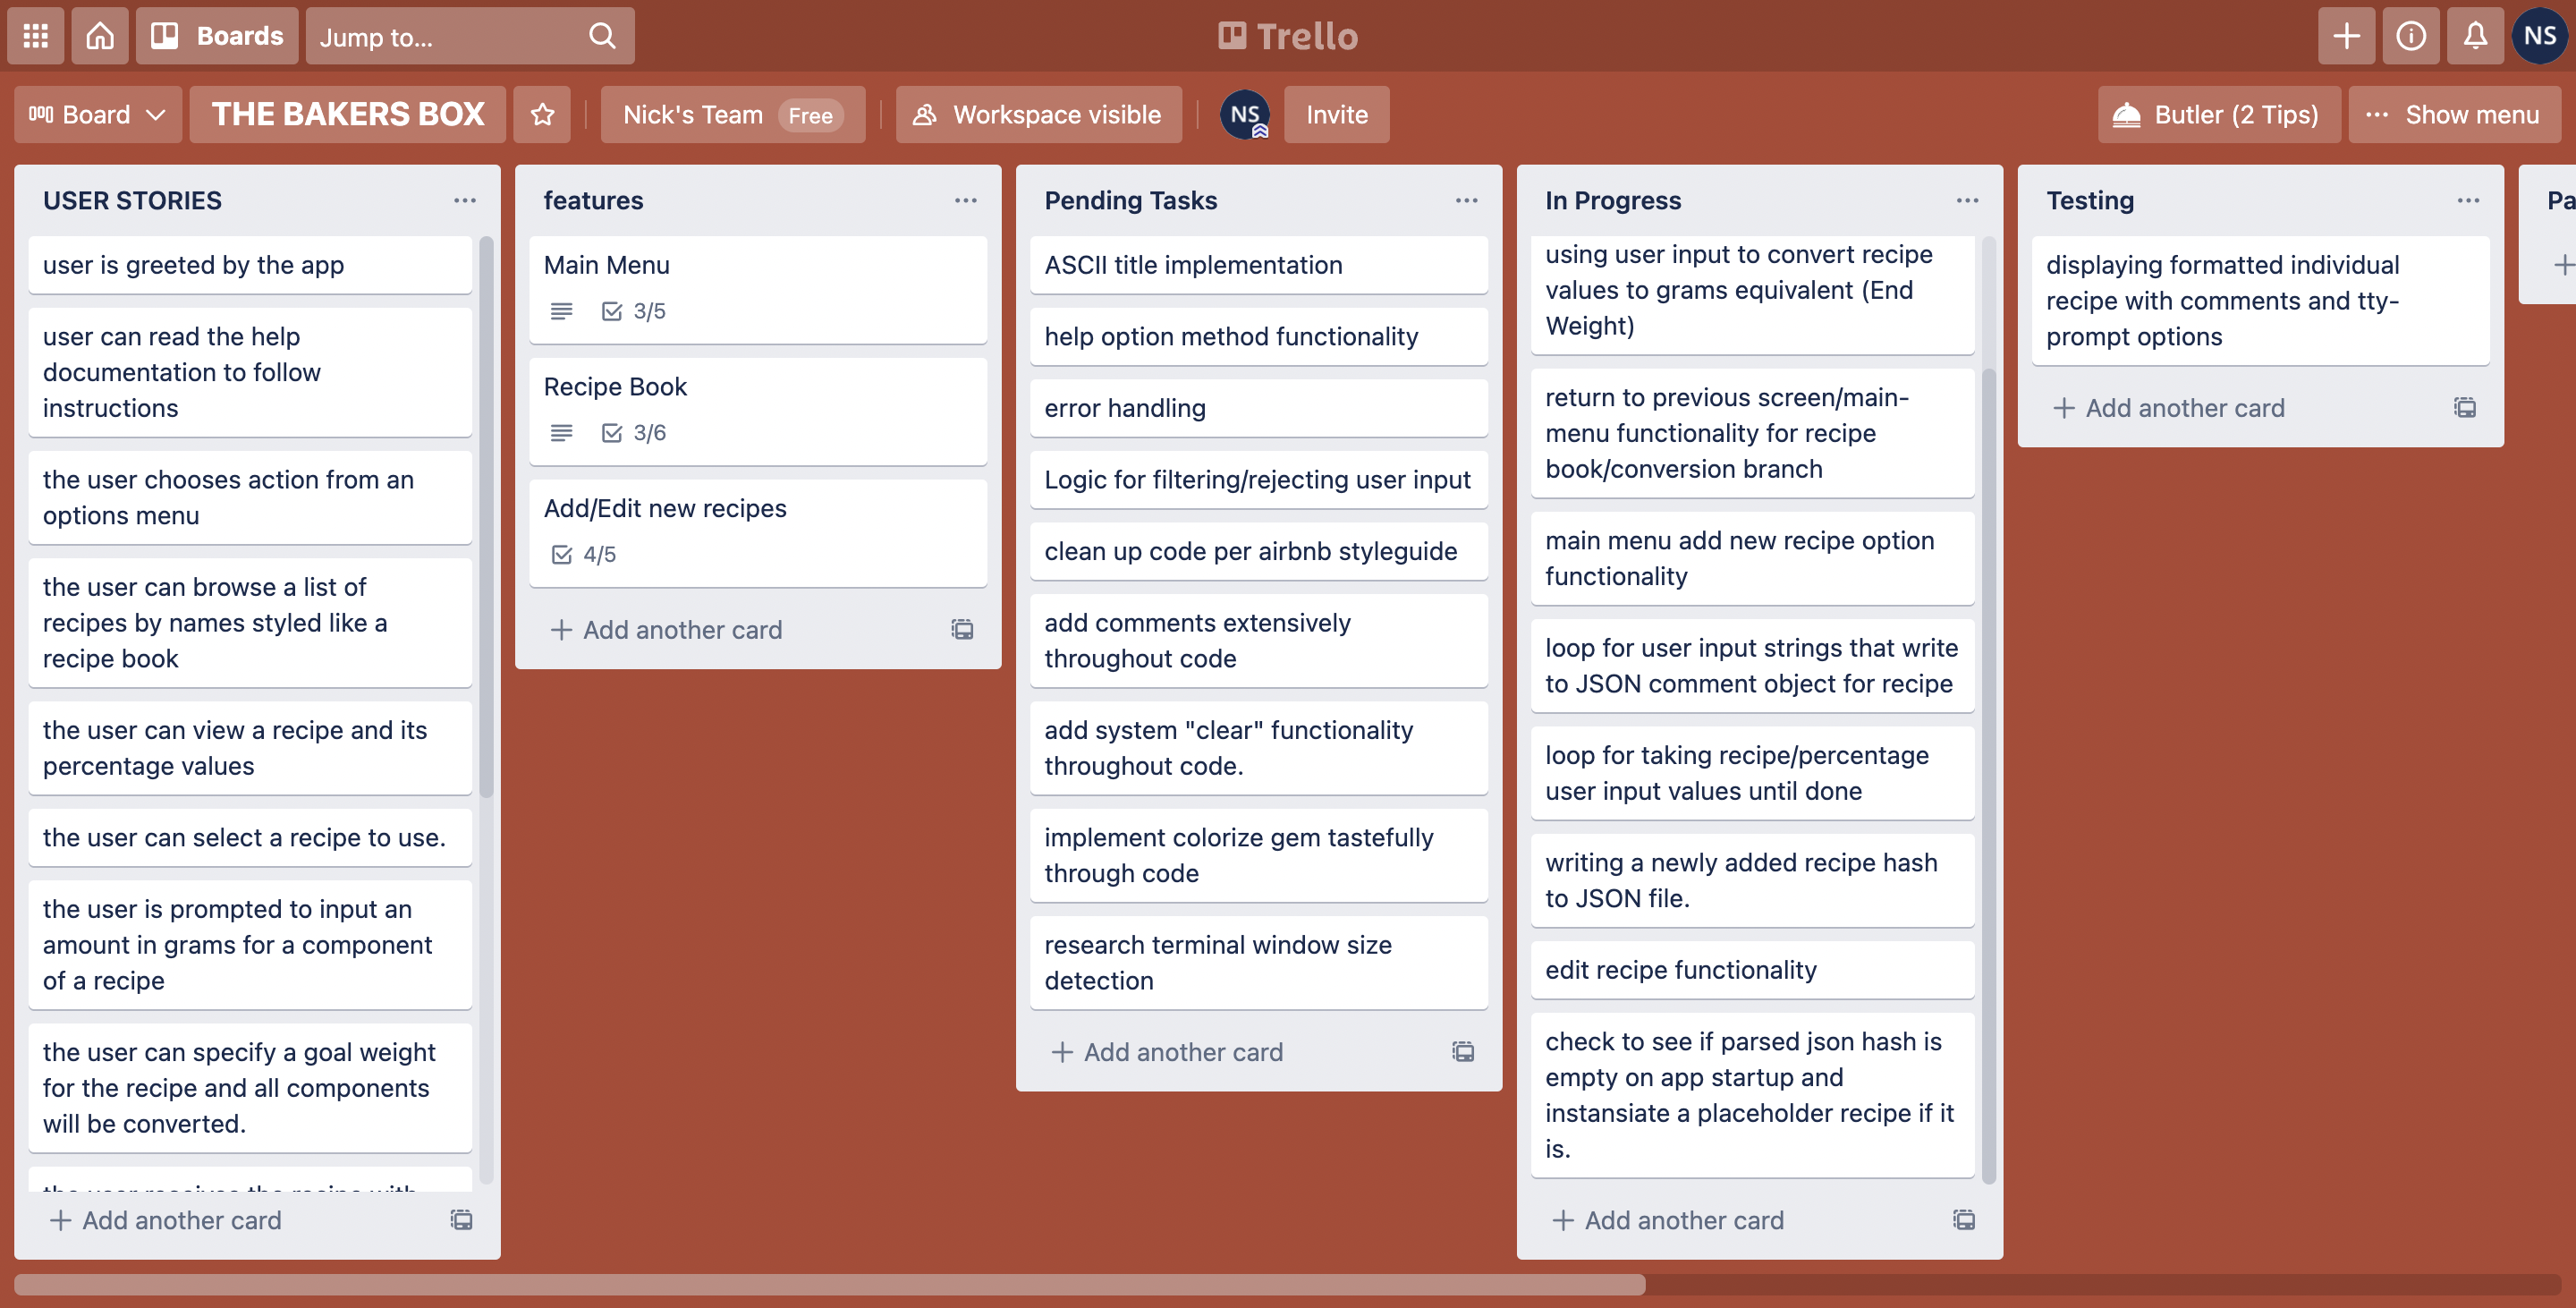 Boards
Jump to...
Trello
NS
Board
THE BAKERS BOX
Nick's Team Free
Workspace visible
NS
Invite
Butler (2 Tips)
... Show menu
USER STORIES
user is greeted by the app
user can read the help
documentation to follow
instructions
the user chooses action from an
options menu
the user can browse a list of
recipes by names styled like a
recipe book
the user can view a recipe and its
percentage values
the user can select a recipe to use.
the user is prompted to input an
amount in grams for a component
of a recipe
the user can specify a goal weight
for the recipe and all components
will be converted.
the user receives the recipe with
+ Add another card
features
Main Menu
3/5
Recipe Book
3/6
Add/Edit new recipes
4/5
+ Add another card
Pending Tasks
ASCII title implementation
help option method functionality
error handling
Logic for filtering/rejecting user input
clean up code per airbnb styleguide
add comments extensively
throughout code
add system "clear" functionality
throughout code.
implement colorize gem tastefully
through code
research terminal window size
detection
+ Add another card
In Progress
using user input to convert recipe
values to grams equivalent (End
Weight)
return to previous screen/main-
menu functionality for recipe
book/conversion branch
main menu add new recipe option
functionality
loop for user input strings that write
to JSON comment object for recipe
loop for taking recipe/percentage
user input values until done
writing a newly added recipe hash
to JSON file.
edit recipe functionality
check to see if parsed json hash is
empty on app startup and
instansiate a placeholder recipe if it
is.
+ Add another card
Testing
displaying formatted individual
recipe with comments and tty-
prompt options
+ Add another card
Pa